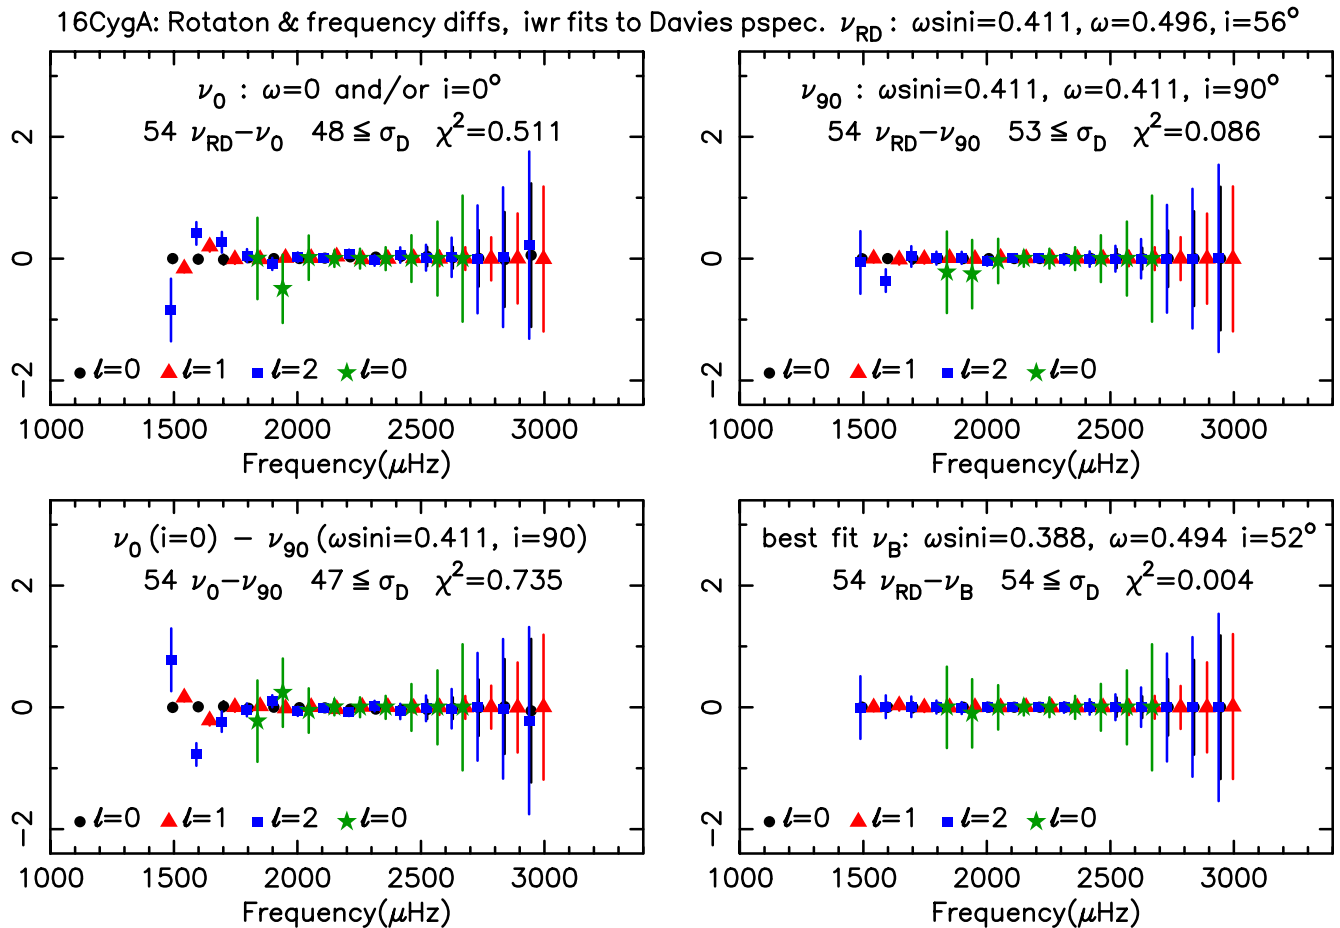 16CygA: Rotaton & frequency diffs, iwr fits to Davies pspec. ν_RD : ωsini=0.411, ω=0.496, i=56°
ν_0 : ω=0 and/or i=0°
54 ν_RD−ν_0 48 ≦ σ_D χ²=0.511
2
0
−2
ℓ=0 ℓ=1 ℓ=2 ℓ=0
1000 1500 2000 2500 3000
Frequency(μHz)
ν_90 : ωsini=0.411, ω=0.411, i=90°
54 ν_RD−ν_90 53 ≦ σ_D χ²=0.086
2
0
−2
ℓ=0 ℓ=1 ℓ=2 ℓ=0
1000 1500 2000 2500 3000
Frequency(μHz)
ν_0 (i=0) − ν_90 (ωsini=0.411, i=90)
54 ν_0−ν_90 47 ≦ σ_D χ²=0.735
2
0
−2
ℓ=0 ℓ=1 ℓ=2 ℓ=0
1000 1500 2000 2500 3000
Frequency(μHz)
best fit ν_B: ωsini=0.388, ω=0.494 i=52°
54 ν_RD−ν_B 54 ≦ σ_D χ²=0.004
2
0
−2
ℓ=0 ℓ=1 ℓ=2 ℓ=0
1000 1500 2000 2500 3000
Frequency(μHz)